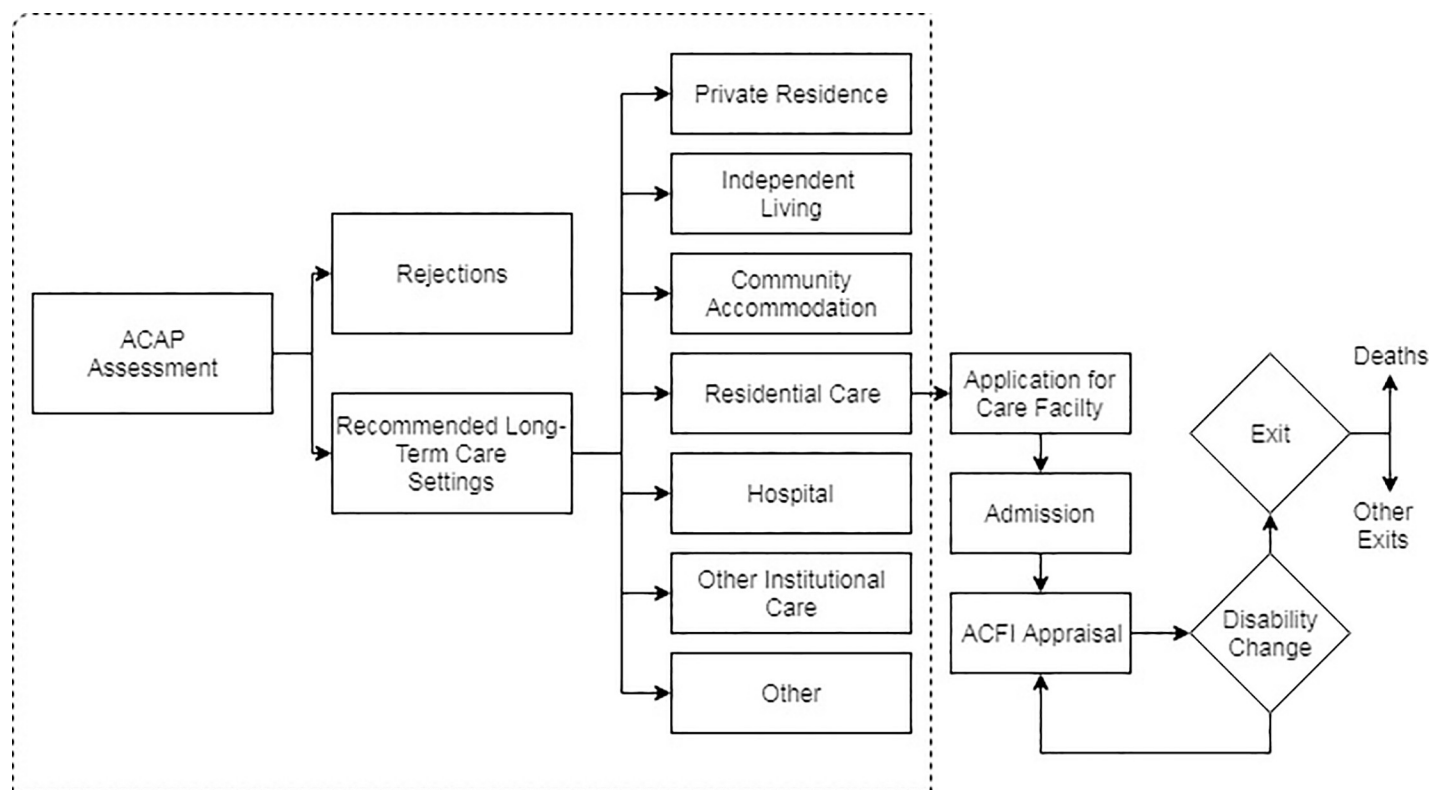 ACAP
Assessment
Rejections
Recommended Long-
Term Care
Settings
Private Residence
Independent
Living
Community
Accommodation
Residential Care
Hospital
Other Institutional
Care
Other
Application for
Care Facilty
Admission
ACFI Appraisal
Disability
Change
Exit
Deaths
Other
Exits